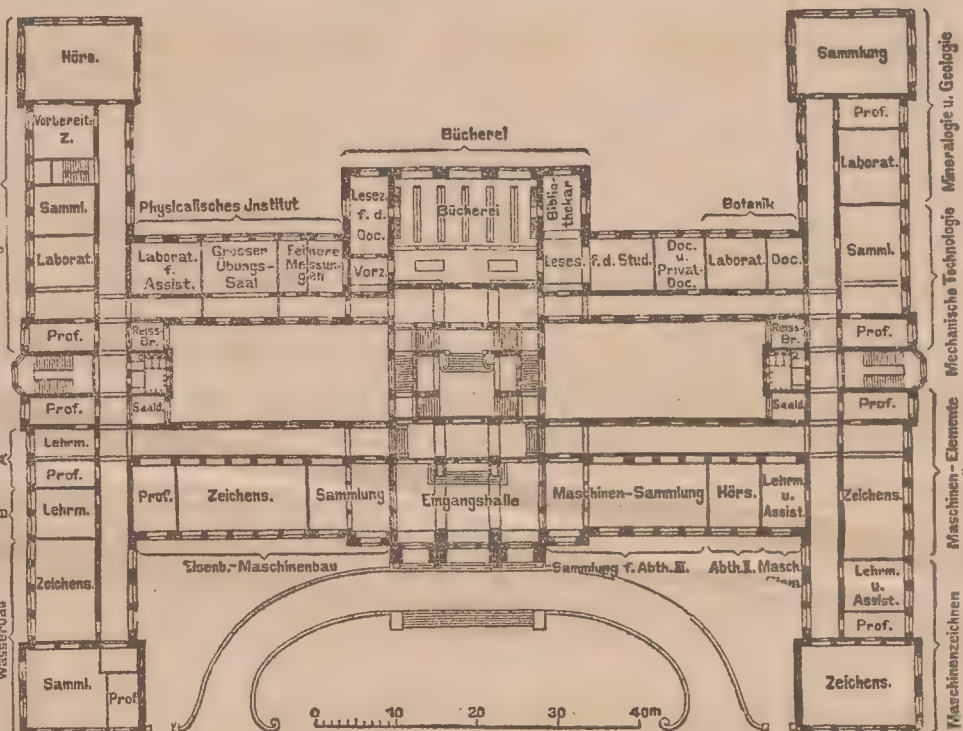 Hörs.
Sammlung
Mineralogie u. Geologie
Prof.
Vorbereit.
Z.
Bücherei
Laborat.
Lesez.
f. d.
Doc.
Bücherei
Biblio-
thekar
Samml.
Physicalisches Jnstitut
Botanik
Samml.
Mechanische Technologie
Laborat.
Laborat.
f.
Assist.
Grosser
Übungs-
Saal
Feinere
Messun-
gen
Vorz.
Leses.
f. d. Stud.
Doc.
u.
Privat-
Doc.
Laborat.
Doc.
Prof.
Reiss-
Br.
Reiss-
Br.
Prof.
Prof.
Saald.
Saald.
Prof.
A
Lehrm.
Prof.
B
Lehrm.
Prof.
Zeichens.
Sammlung
Eingangshalle
Maschinen-Sammlung
Hörs.
Lehrm.
u.
Assist.
Zeichens.
Maschinen-Elemente
Eisenb.-Maschinenbau
Sammlung f. Abth. III.
Abth. II.
Masch.
Zeichens.
Lehrm.
u.
Assist.
Prof.
Maschinenzeichnen
Wasserbau
Samml.
Prof.
Zeichens.
0 10 20 30 40m